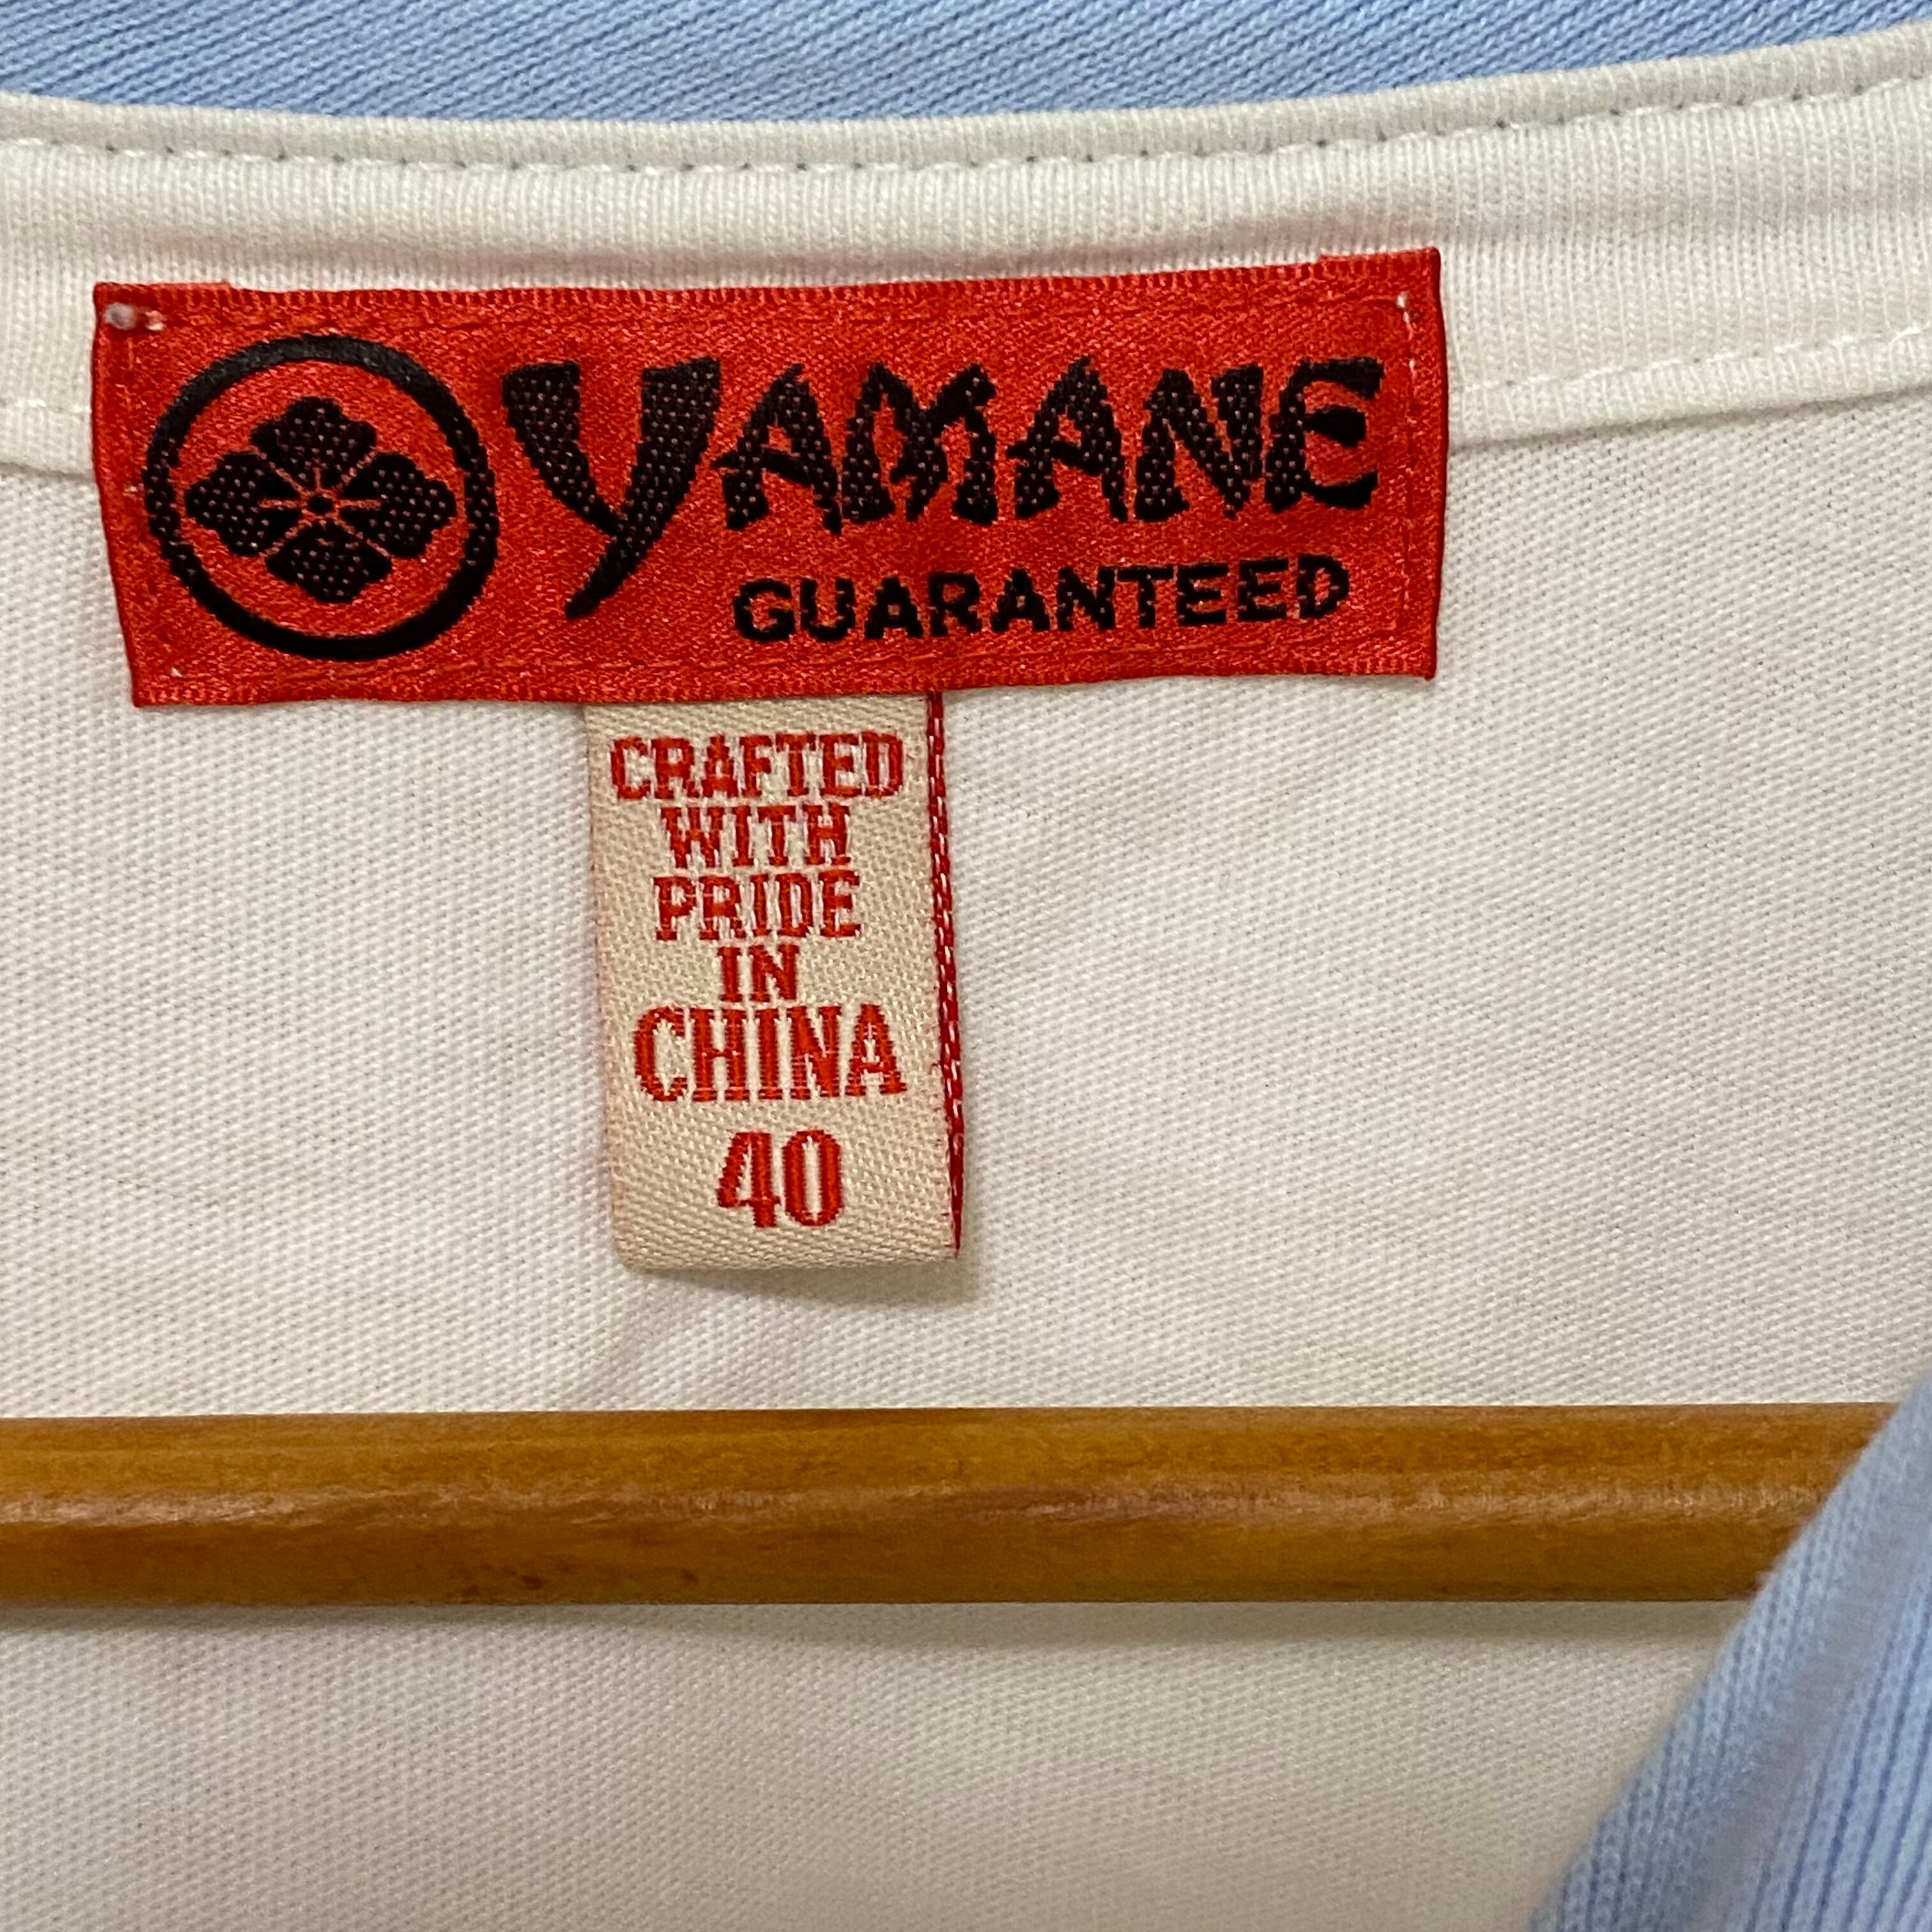 YAMANE
GUARANTEED
CRAFTED
WITH
PRIDE
IN
CHINA
40